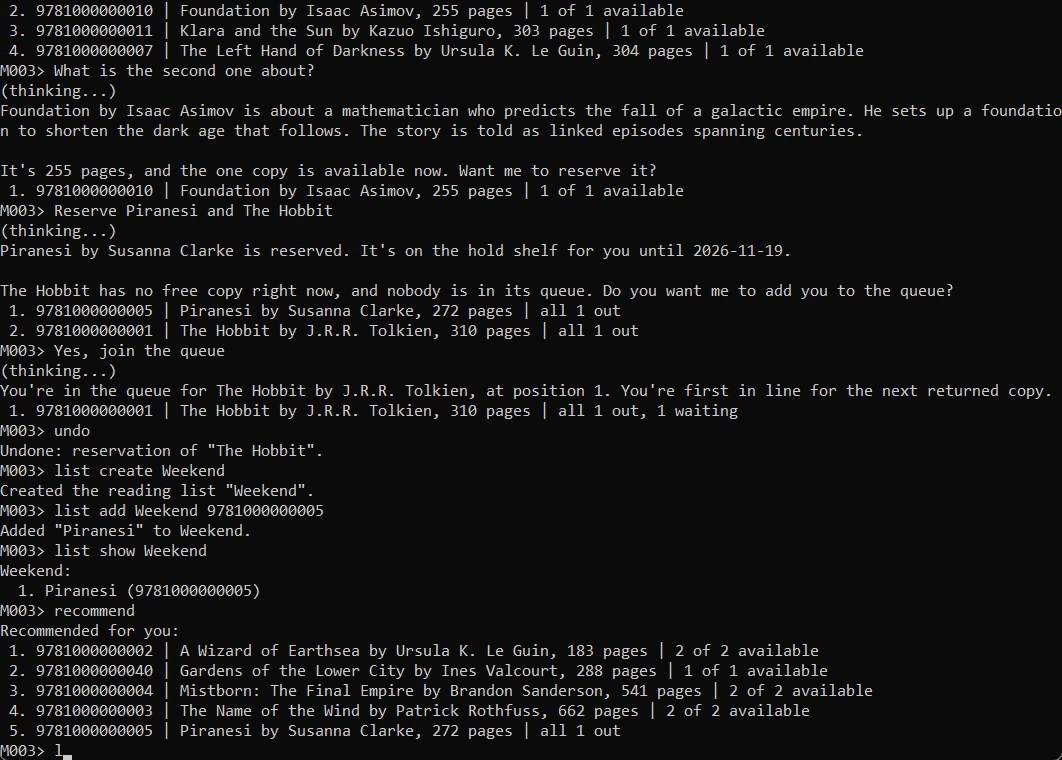 2. 9781000000010 | Foundation by Isaac Asimov, 255 pages | 1 of 1 available
3. 9781000000011 | Klara and the Sun by Kazuo Ishiguro, 303 pages | 1 of 1 available
4. 9781000000007 | The Left Hand of Darkness by Ursula K. Le Guin, 304 pages | 1 of 1 available
M003> What is the second one about?
(thinking...)
Foundation by Isaac Asimov is about a mathematician who predicts the fall of a galactic empire. He sets up a foundatio
n to shorten the dark age that follows. The story is told as linked episodes spanning centuries.

It's 255 pages, and the one copy is available now. Want me to reserve it?
1. 9781000000010 | Foundation by Isaac Asimov, 255 pages | 1 of 1 available
M003> Reserve Piranesi and The Hobbit
(thinking...)
Piranesi by Susanna Clarke is reserved. It's on the hold shelf for you until 2026-11-19.

The Hobbit has no free copy right now, and nobody is in its queue. Do you want me to add you to the queue?
1. 9781000000005 | Piranesi by Susanna Clarke, 272 pages | all 1 out
2. 9781000000001 | The Hobbit by J.R.R. Tolkien, 310 pages | all 1 out
M003> Yes, join the queue
(thinking...)
You're in the queue for The Hobbit by J.R.R. Tolkien, at position 1. You're first in line for the next returned copy.
1. 9781000000001 | The Hobbit by J.R.R. Tolkien, 310 pages | all 1 out, 1 waiting
M003> undo
Undone: reservation of "The Hobbit".
M003> list create Weekend
Created the reading list "Weekend".
M003> list add Weekend 9781000000005
Added "Piranesi" to Weekend.
M003> list show Weekend
Weekend:
1. Piranesi (9781000000005)
M003> recommend
Recommended for you:
1. 9781000000002 | A Wizard of Earthsea by Ursula K. Le Guin, 183 pages | 2 of 2 available
2. 9781000000040 | Gardens of the Lower City by Ines Valcourt, 288 pages | 1 of 1 available
3. 9781000000004 | Mistborn: The Final Empire by Brandon Sanderson, 541 pages | 2 of 2 available
4. 9781000000003 | The Name of the Wind by Patrick Rothfuss, 662 pages | 2 of 2 available
5. 9781000000005 | Piranesi by Susanna Clarke, 272 pages | all 1 out
M003> l